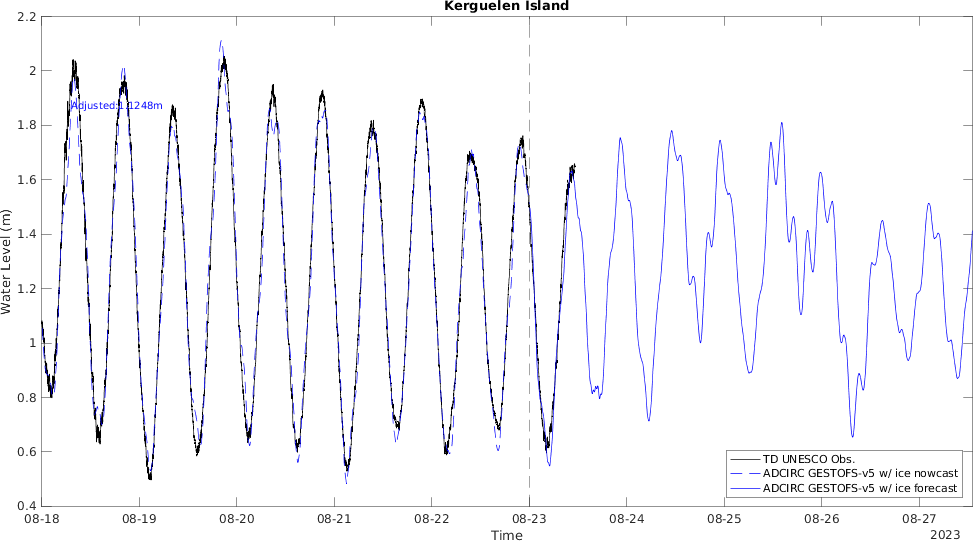 Kerguelen Island
2.2
2
1.8
1.6
1.4
1.2
1
0.8
0.6
0.4
Water Level (m)
Adjusted:1.1248m
TD UNESCO Obs.
ADCIRC GESTOFS-v5 w/ ice nowcast
ADCIRC GESTOFS-v5 w/ ice forecast
08-18 08-19 08-20 08-21 08-22 08-23 08-24 08-25 08-26 08-27
Time
2023